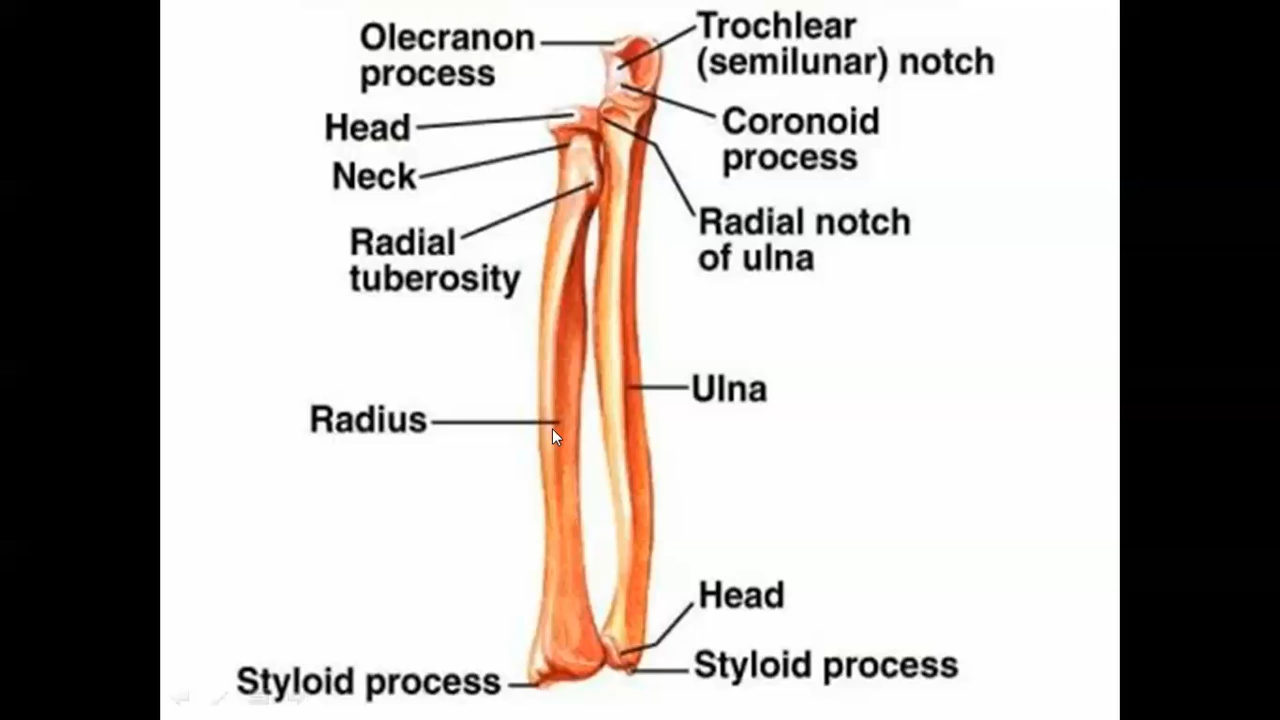 Olecranon
process
Trochlear
(semilunar) notch
Head
Coronoid
process
Neck
Radial
tuberosity
Radial notch
of ulna
Ulna
Radius
Head
Styloid process
Styloid process